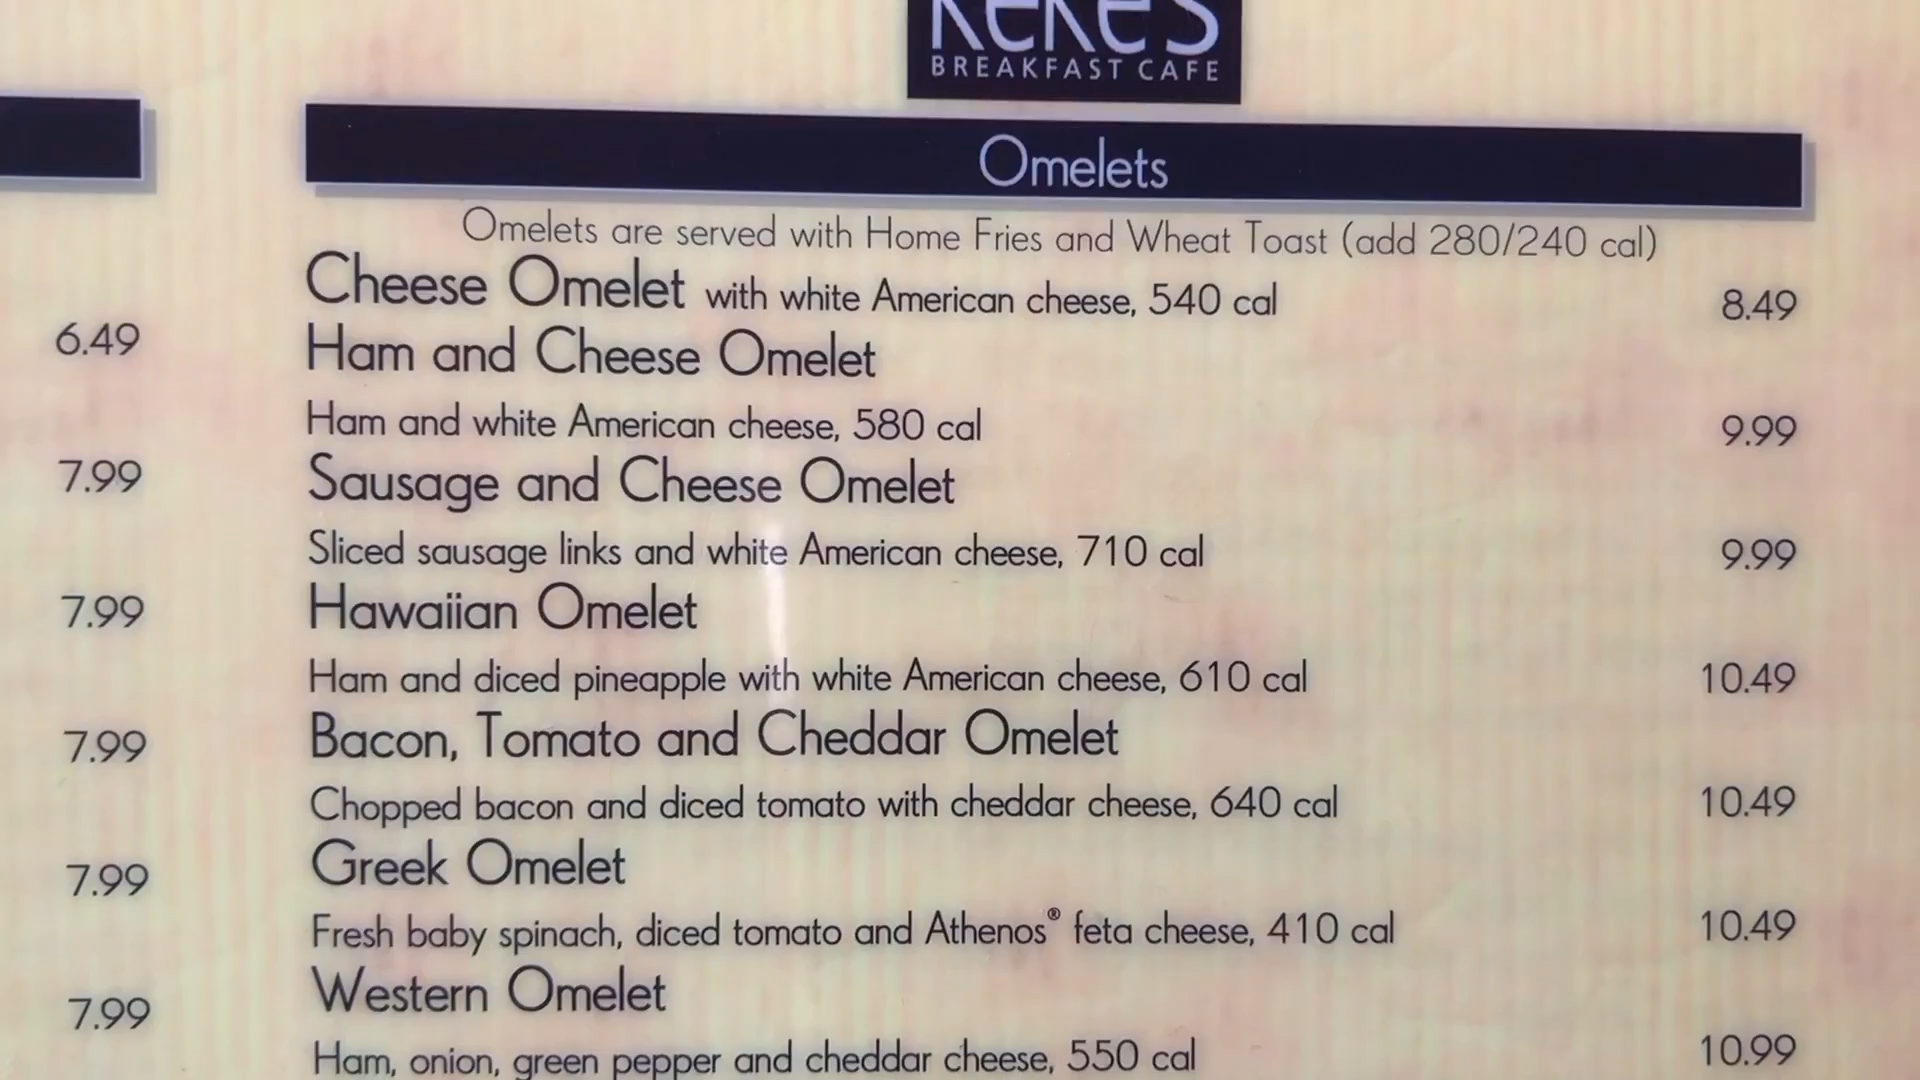 KEKE'S
BREAKFAST CAFE
Omelets
Omelets are served with Home Fries and Wheat Toast (add 280/240 cal)
Cheese Omelet with white American cheese, 540 cal 8.49
6.49
Ham and Cheese Omelet
Ham and white American cheese, 580 cal 9.99
7.99
Sausage and Cheese Omelet
Sliced sausage links and white American cheese, 710 cal 9.99
7.99
Hawaiian Omelet
Ham and diced pineapple with white American cheese, 610 cal 10.49
7.99
Bacon, Tomato and Cheddar Omelet
Chopped bacon and diced tomato with cheddar cheese, 640 cal 10.49
7.99
Greek Omelet
Fresh baby spinach, diced tomato and Athenos® feta cheese, 410 cal 10.49
7.99
Western Omelet
Ham, onion, green pepper and cheddar cheese, 550 cal 10.99